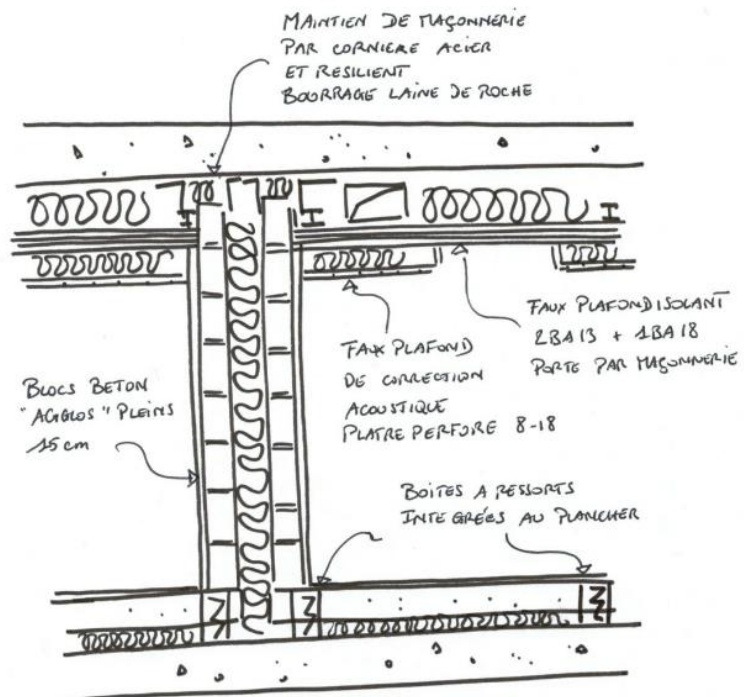 MAINTIEN DE MAÇONNERIE
PAR CORNIERE ACIER
ET RESILIENT
BOURRAGE LAINE DE ROCHE
FAUX PLAFOND ISOLANT
2BA13 + 1BA18
PORTE PAR MAÇONNERIE
FAUX PLAFOND
DE CORRECTION
ACOUSTIQUE
PLATRE PERFORE 8-18
BLOCS BETON
"AGGLOS" PLEINS
15cm
BOITES A RESSORTS
INTEGRÉES AU PLANCHER